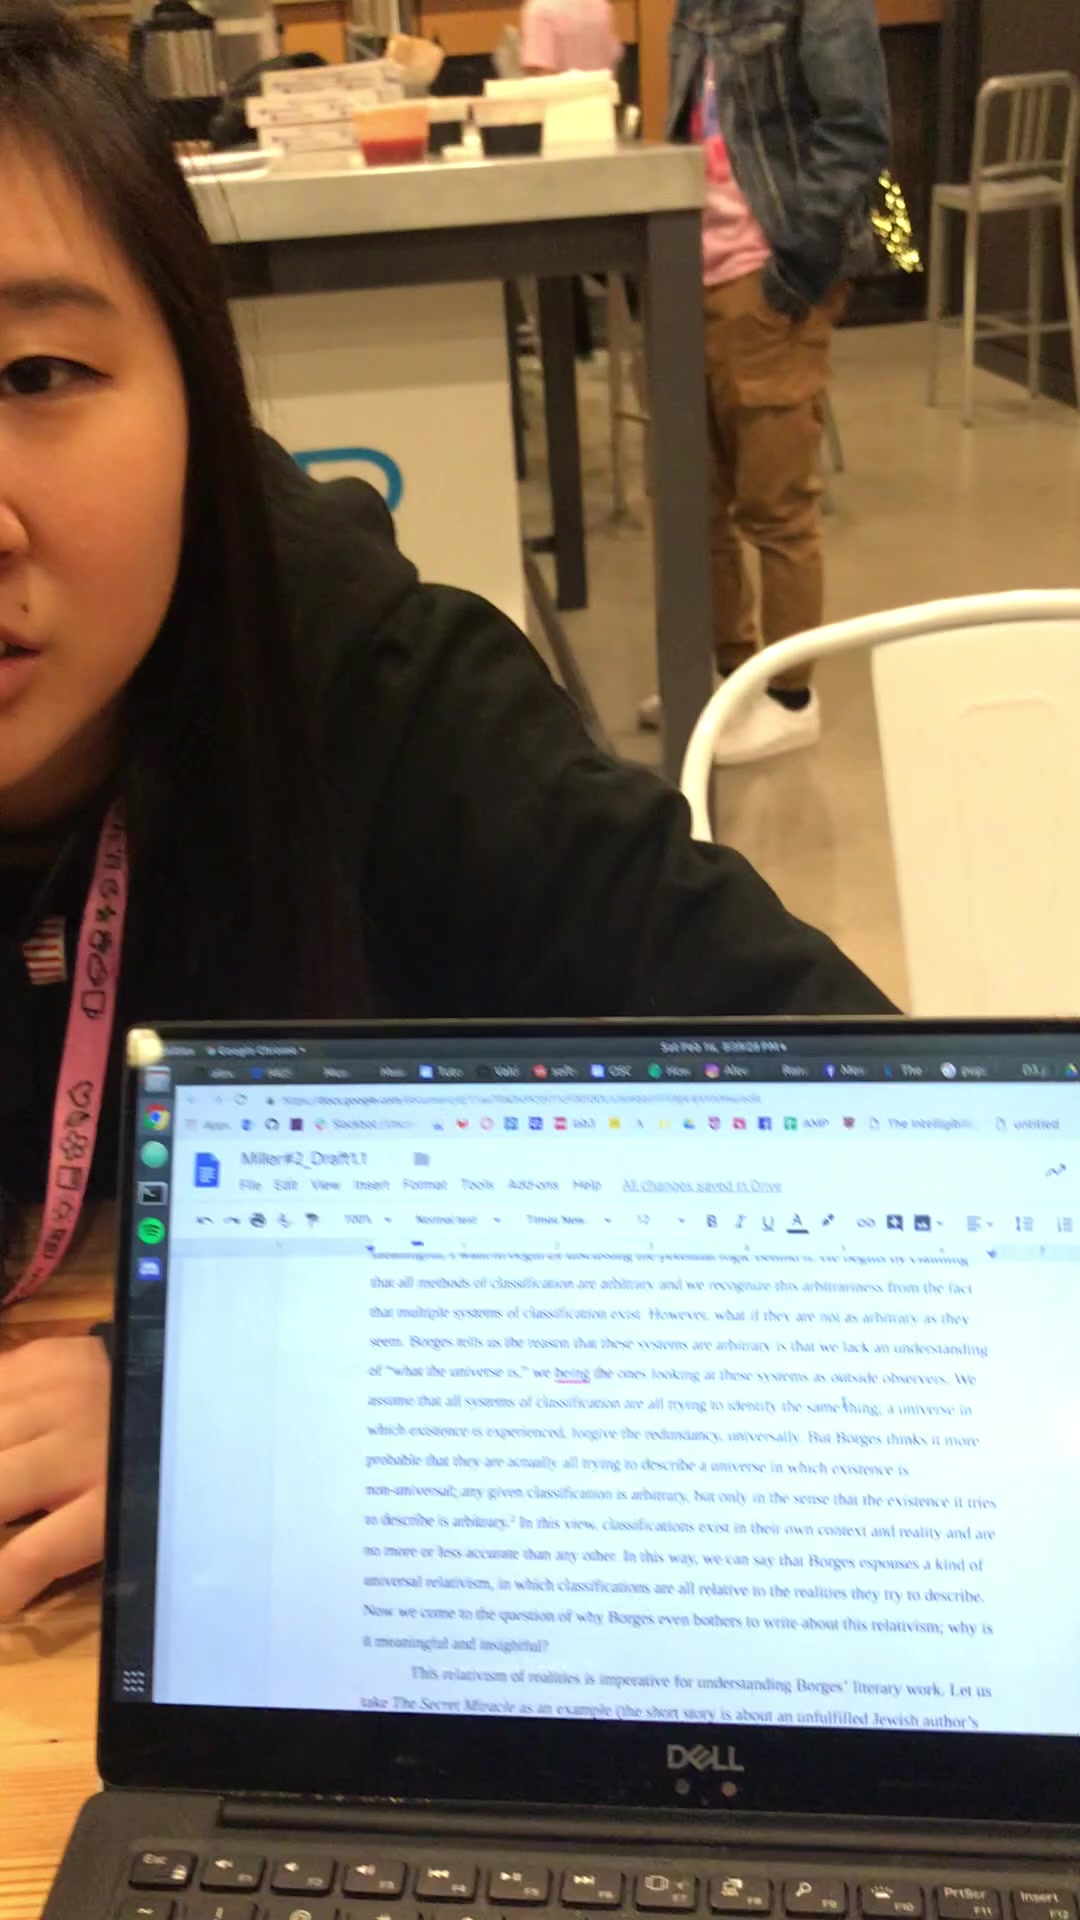 Google Chrome
Sat Feb 16,
Miller#2_Draft1.1
File Edit View Insert Format Tools Add-ons Help All changes saved in Drive
100% Normal text Times New... 12 B I U A
that all methods of classification are arbitrary and we recognize this arbitrariness from the fact
that multiple systems of classification exist. However, what if they are not as arbitrary as they
seem. Borges tells us the reason that these systems are arbitrary is that we lack an understanding
of "what the universe is," we being the ones looking at these systems as outside observers. We
assume that all systems of classification are all trying to identify the same thing; a universe in
which existence is experienced, forgive the redundancy, universally. But Borges thinks it more
probable that they are actually all trying to describe a universe in which existence is
non-universal; any given classification is arbitrary, but only in the sense that the existence it tries
to describe is arbitrary.² In this view, classifications exist in their own context and reality and are
no more or less accurate than any other. In this way, we can say that Borges espouses a kind of
universal relativism, in which classifications are all relative to the realities they try to describe.
Now we come to the question of why Borges even bothers to write about this relativism; why is
it meaningful and insightful?
This relativism of realities is imperative for understanding Borges' literary work. Let us
take The Secret Miracle as an example (the short story is about an unfulfilled Jewish author's
DELL
Esc F1 F2 F3 F4 F5 F6 F7 F8 F9 F10 PrtScr F11 Insert F12